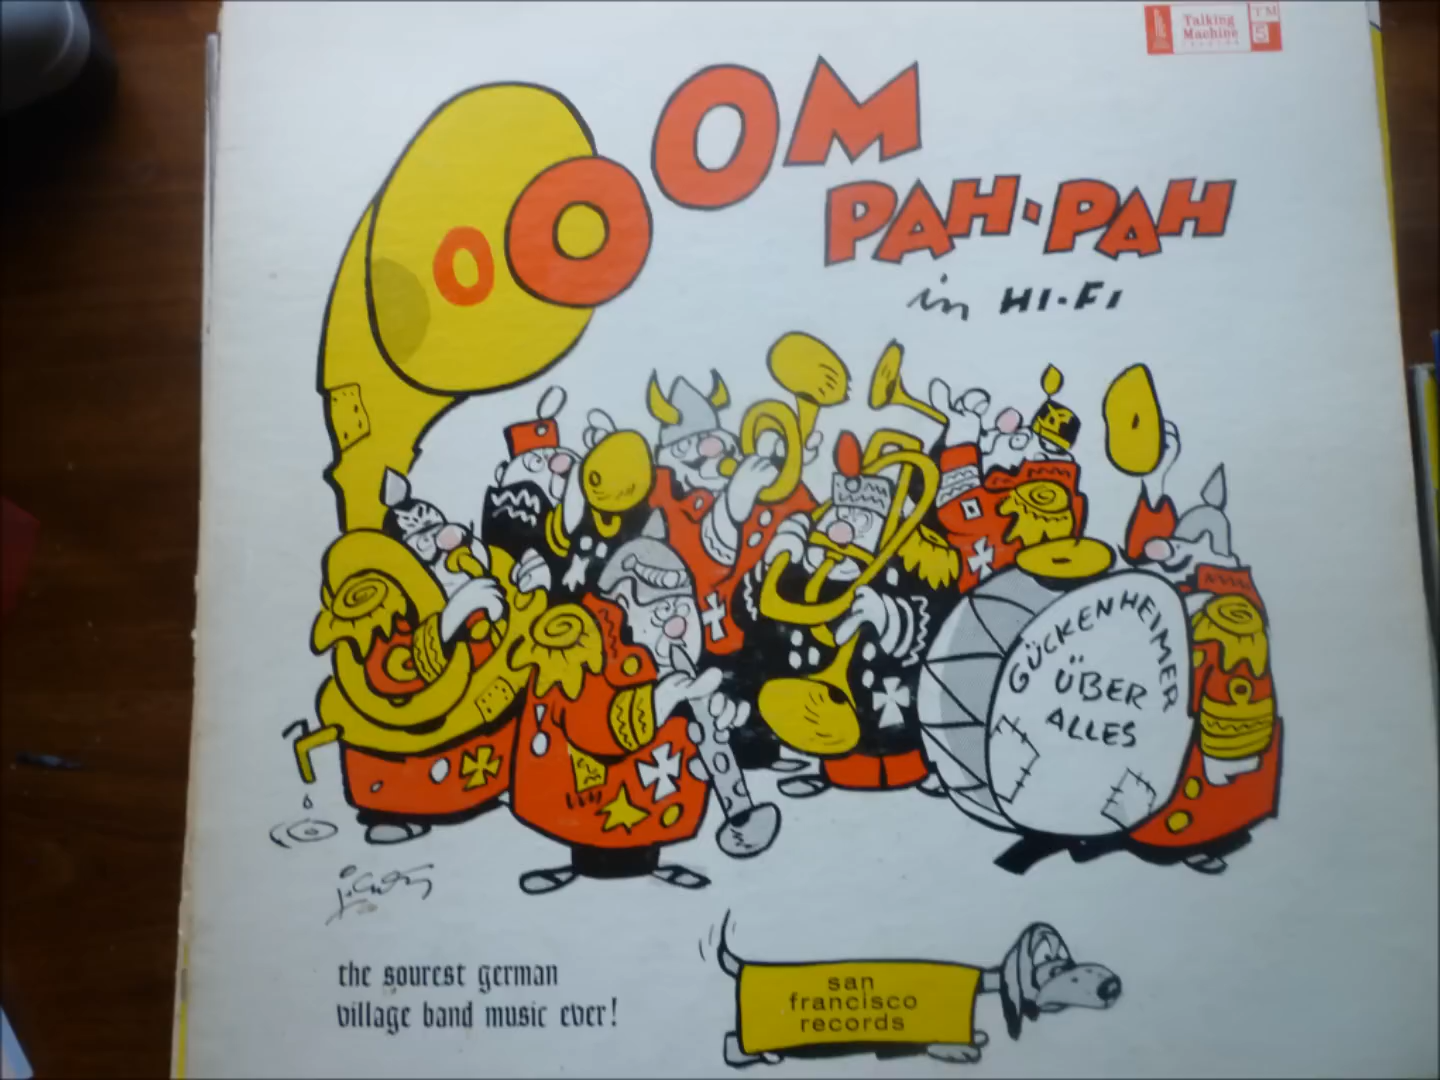 Talking
Machine
TM
5
O O OM
PAH-PAH
in HI-FI
GÜCKENHEIMER
ÜBER
ALLES
the sourest german
village band music ever!
san
francisco
records